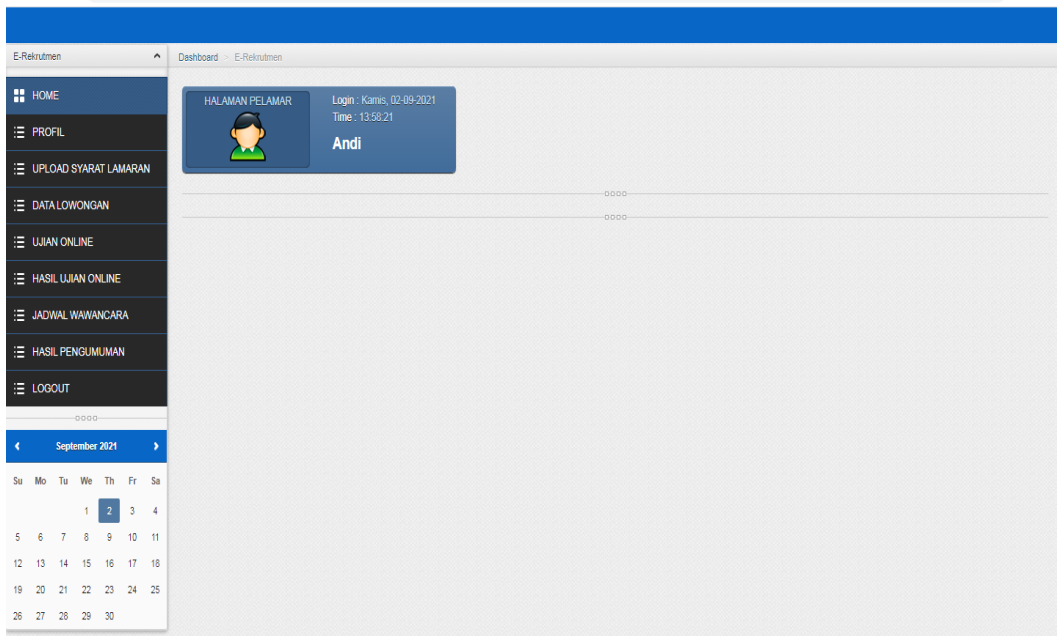 E-Rekrutmen
Dashboard > E-Rekrutmen
HOME
PROFIL
UPLOAD SYARAT LAMARAN
DATA LOWONGAN
UJIAN ONLINE
HASIL UJIAN ONLINE
JADWAL WAWANCARA
HASIL PENGUMUMAN
LOGOUT
HALAMAN PELAMAR
Login : Kamis, 02-09-2021
Time : 13:58:21
Andi
September 2021
Su Mo Tu We Th Fr Sa
1 2 3 4
5 6 7 8 9 10 11
12 13 14 15 16 17 18
19 20 21 22 23 24 25
26 27 28 29 30